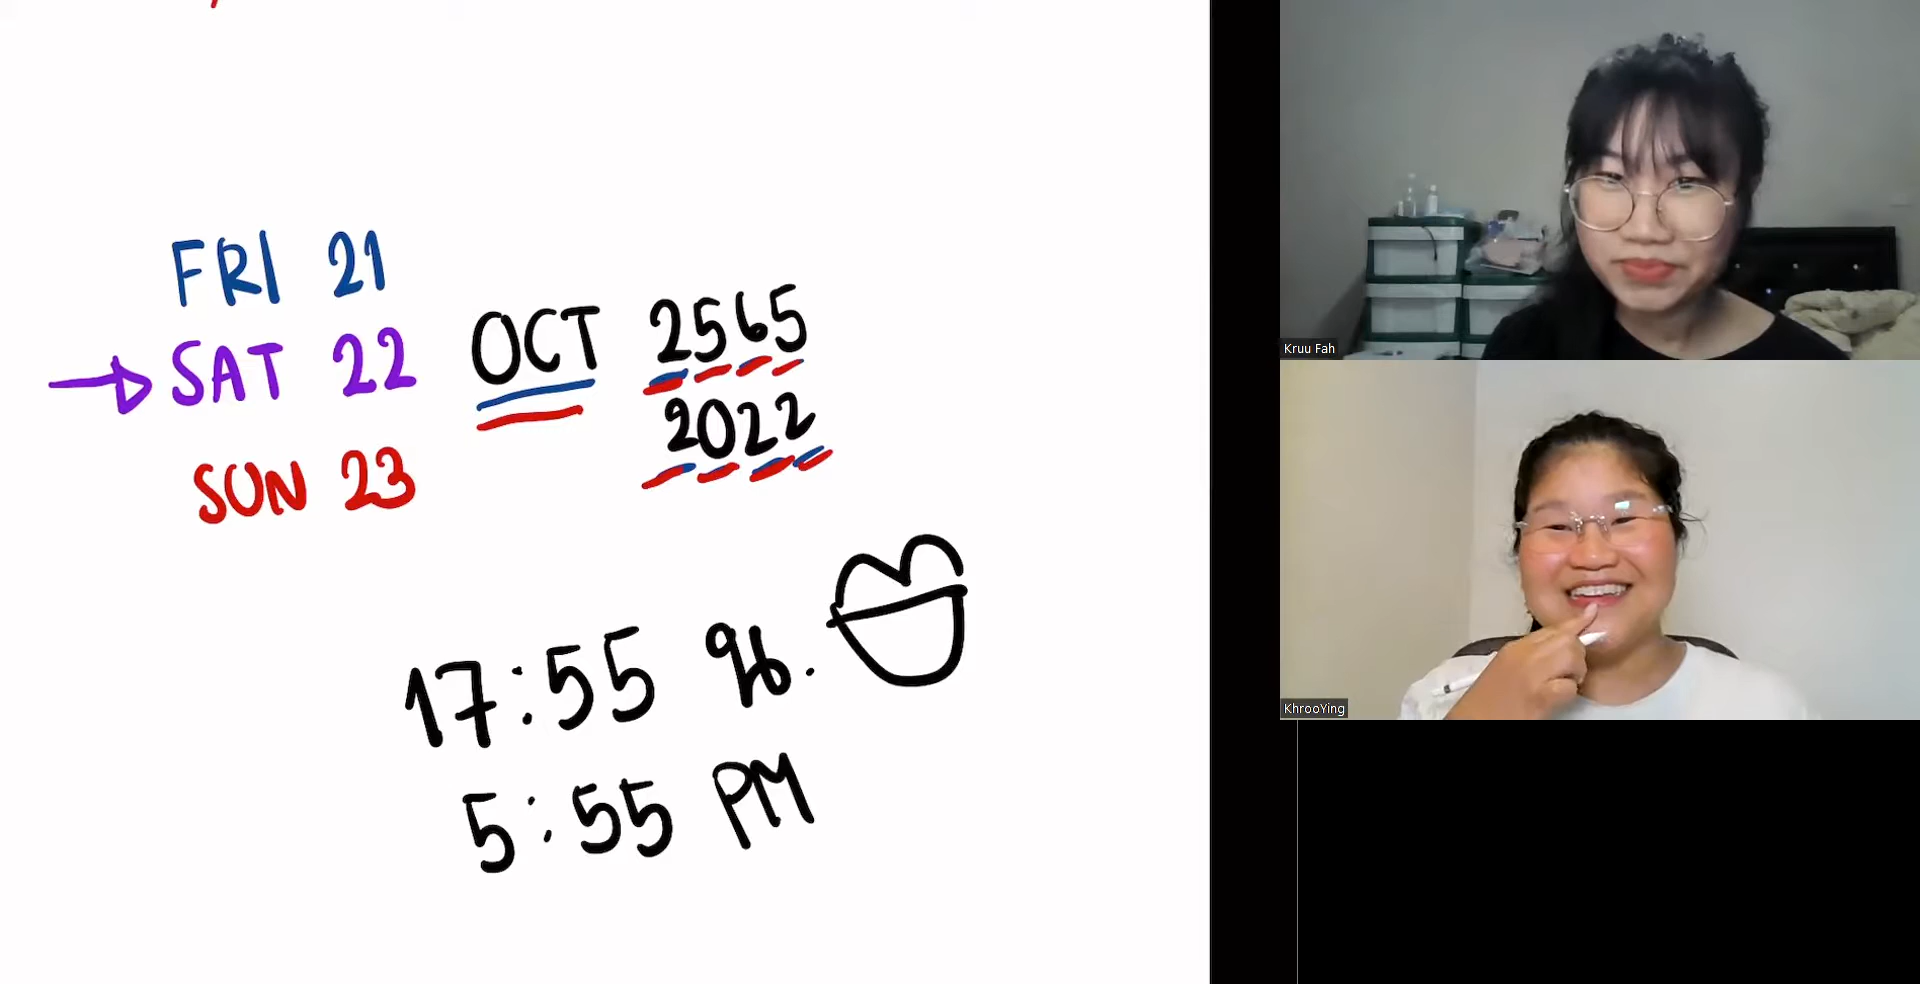 FRI 21
SAT 22
SUN 23
OCT 2565
2022
17:55 น.
5:55 PM
Kruu Fah
KhrooYing